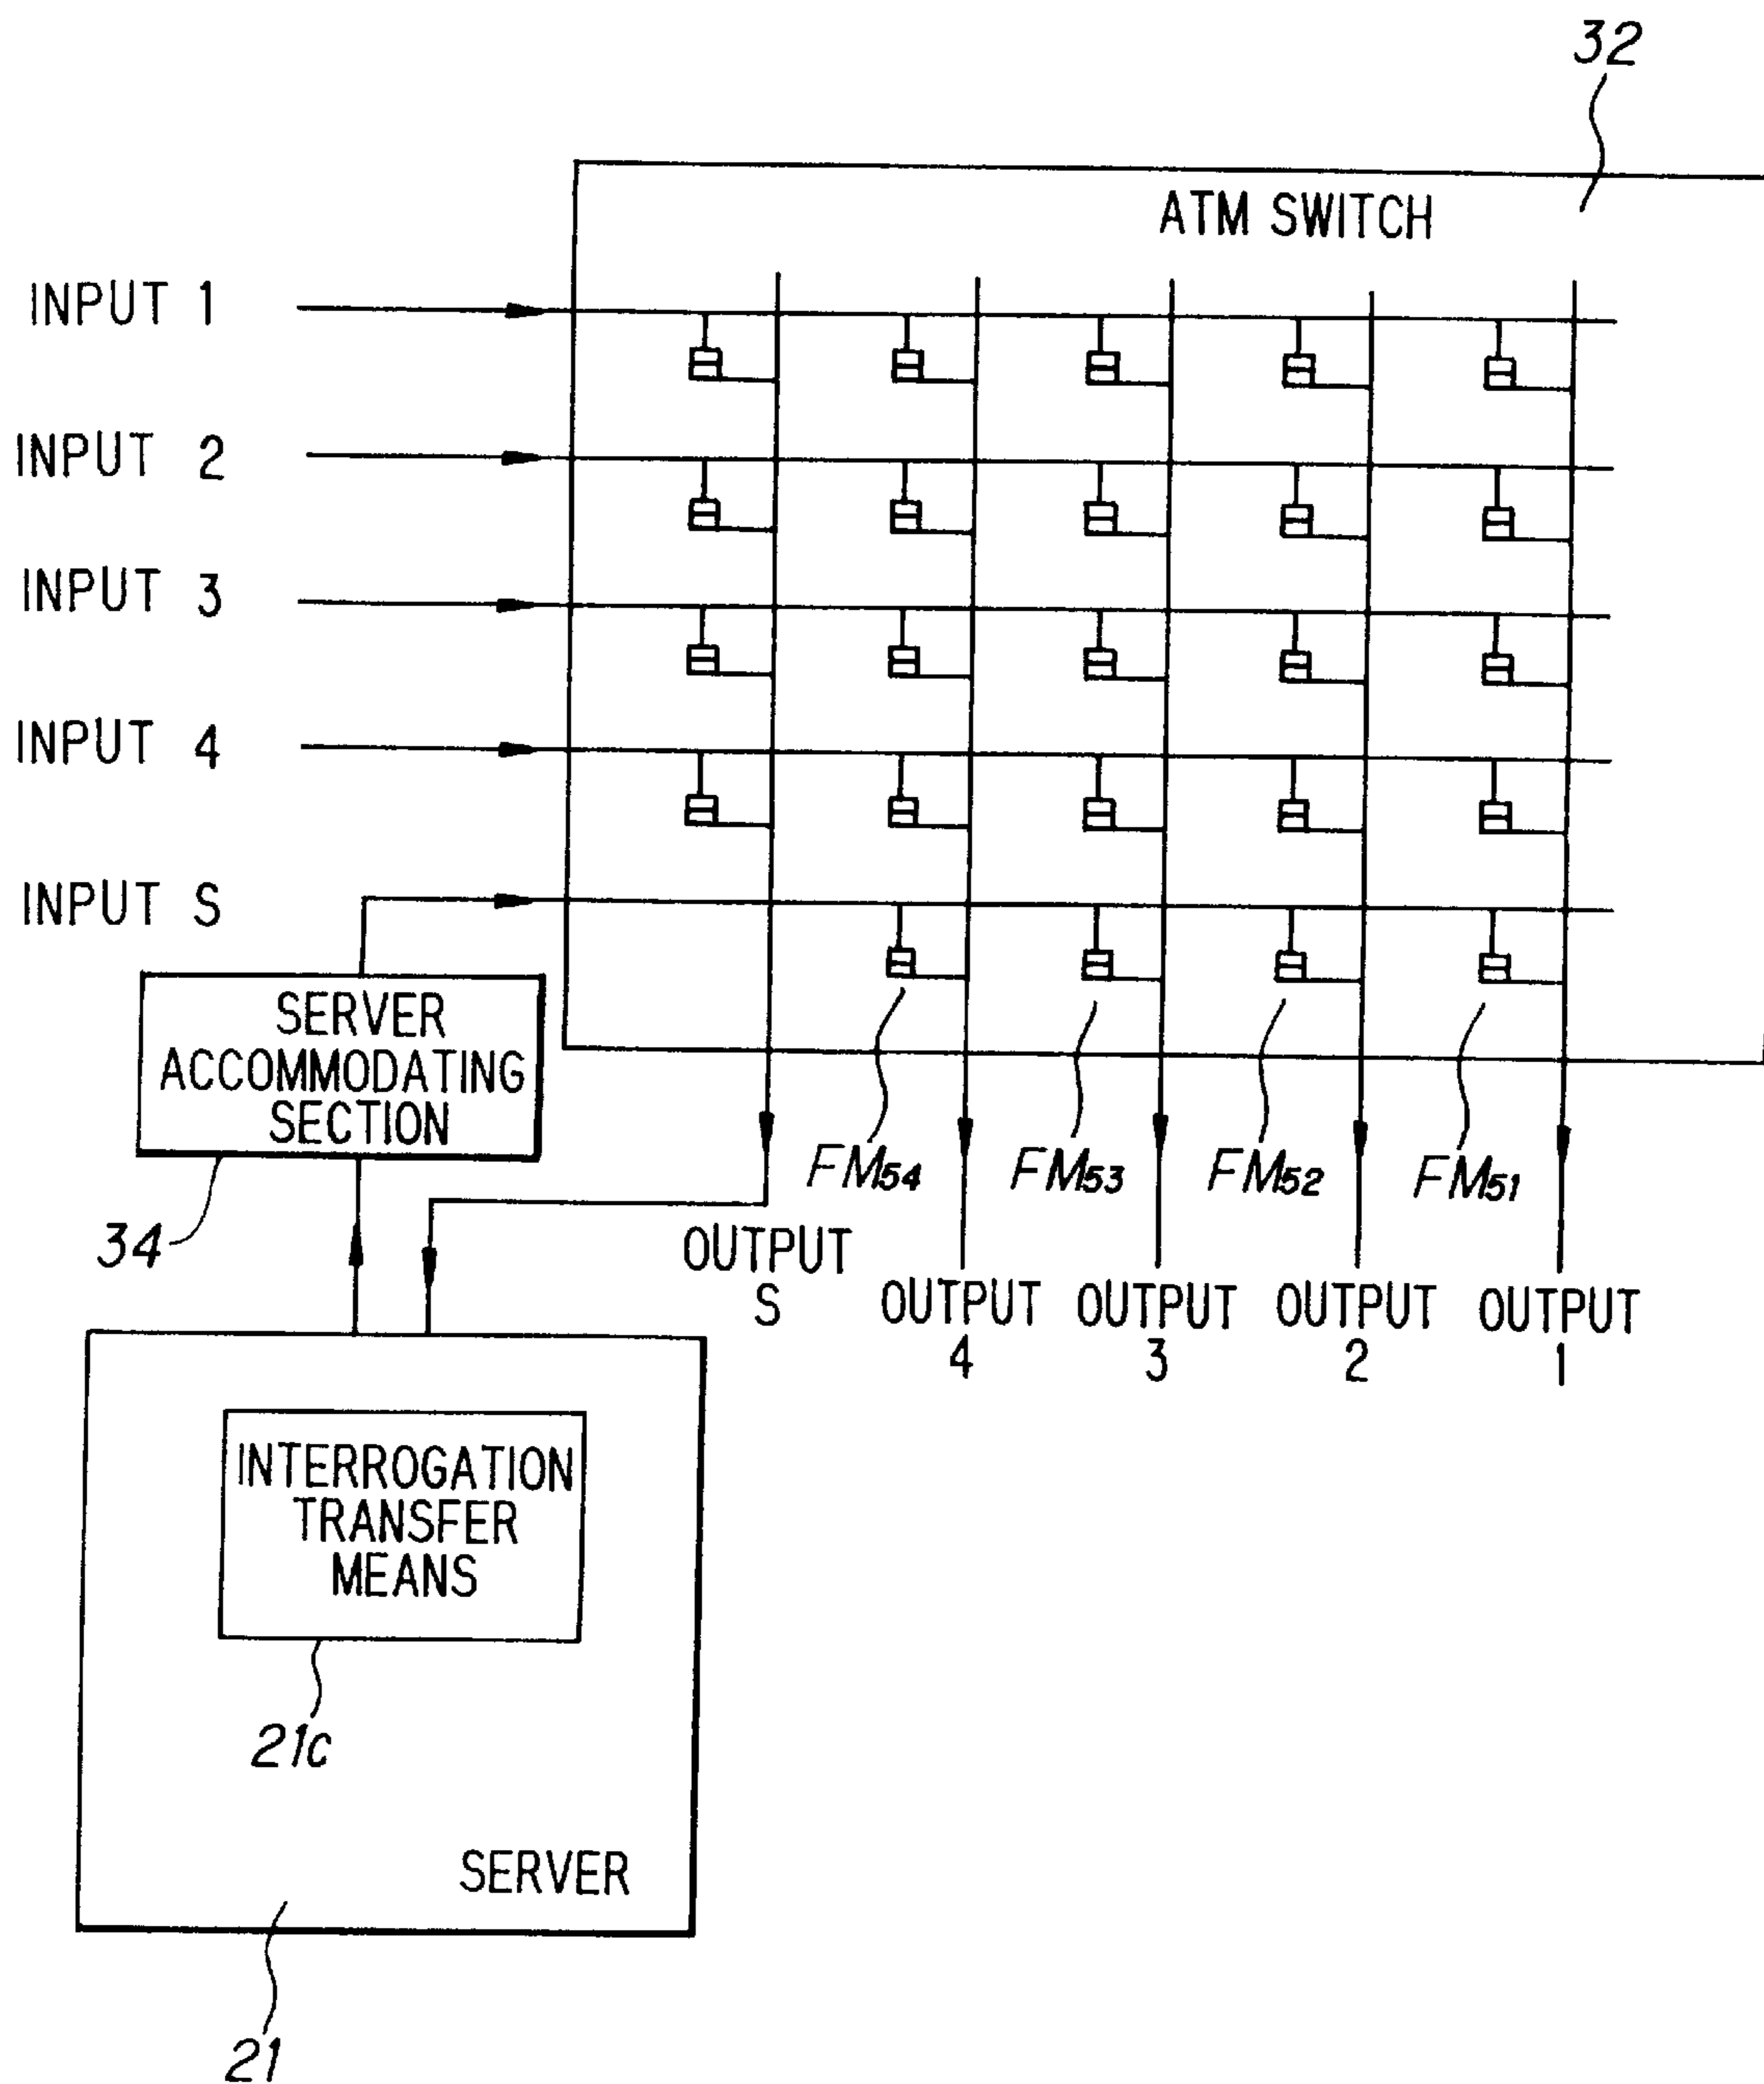 32
ATM SWITCH
INPUT 1
INPUT 2
INPUT 3
INPUT 4
INPUT S
SERVER
ACCOMMODATING
SECTION
34
FM54
FM53
FM52
FM51
OUTPUT
S
OUTPUT
4
OUTPUT
3
OUTPUT
2
OUTPUT
1
INTERROGATION
TRANSFER
MEANS
21c
SERVER
21